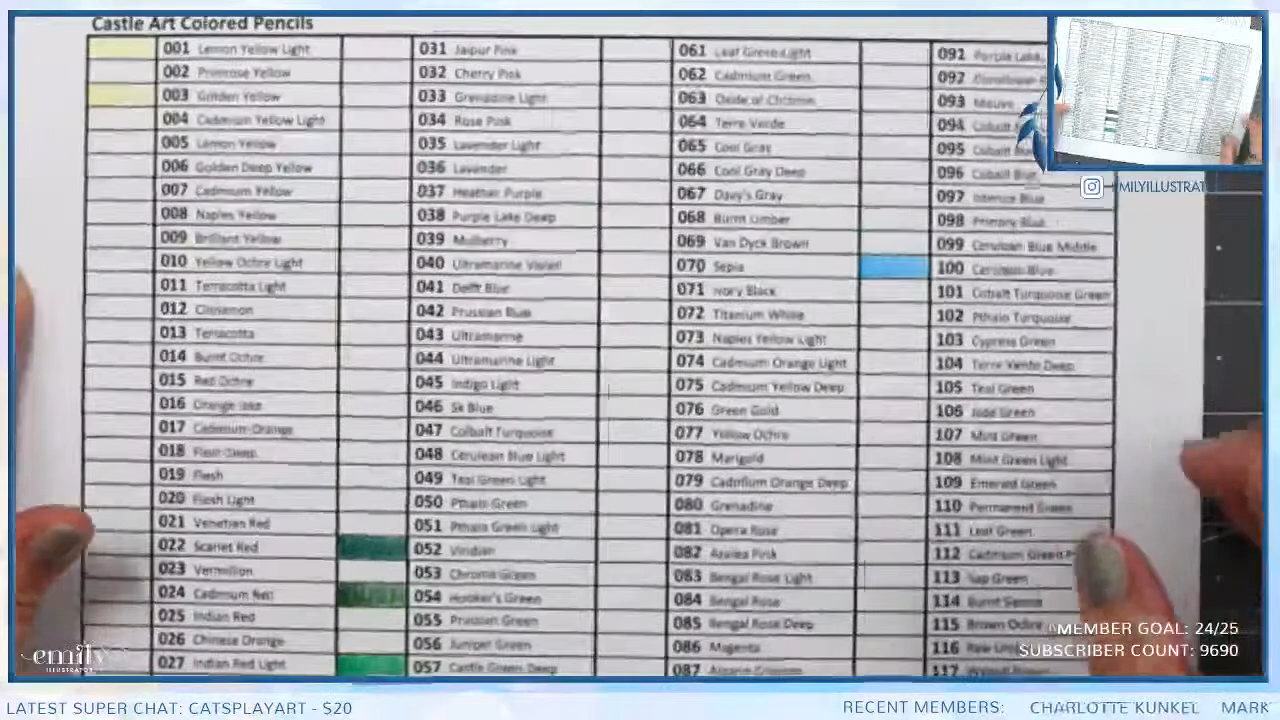 Castle Art Colored Pencils
001 Lemon Yellow Light
002 Primrose Yellow
003 Golden Yellow
004 Cadmium Yellow Light
005 Lemon Yellow
006 Golden Deep Yellow
007 Cadmium Yellow
008 Naples Yellow
009 Brilliant Yellow
010 Yellow Ochre Light
011 Terracotta Light
012 Cinnamon
013 Terracotta
014 Burnt Ochre
015 Red Ochre
016 Orange
017 Cadmium Orange
018 Flesh Deep
019 Flesh
020 Flesh Light
021 Venetian Red
022 Scarlet Red
023 Vermilion
024 Cadmium Red
025 Indian Red
026 Chinese Orange
027 Indian Red Light
031 Jaipur Pink
032 Cherry Pink
033 Grenadine Light
034 Rose Pink
035 Lavender Light
036 Lavender
037 Heather Purple
038 Purple Lake Deep
039 Mulberry
040 Ultramarine Violet
041 Delft Blue
042 Prussian Blue
043 Ultramarine
044 Ultramarine Light
045 Indigo Light
046 Sk Blue
047 Colbalt Turquoise
048 Cerulean Blue Light
049 Teal Green Light
050 Pthalo Green
051 Pthalo Green Light
052 Viridian
053 Chrome Green
054 Hooker's Green
055 Prussian Green
056 Juniper Green
057 Castle Green Deep
061 Leaf Green Light
062 Cadmium Green
063 Oxide of Chrome
064 Terre Verde
065 Cool Gray
066 Cool Gray Deep
067 Davy's Gray
068 Burnt Umber
069 Van Dyck Brown
070 Sepia
071 Ivory Black
072 Titanium White
073 Naples Yellow Light
074 Cadmium Orange Light
075 Cadmium Yellow Deep
076 Green Gold
077 Yellow Ochre
078 Marigold
079 Cadmium Orange Deep
080 Grenadine
081 Opera Rose
082 Azalea Pink
083 Bengal Rose Light
084 Bengal Rose
085 Bengal Rose Deep
086 Magenta
087
092 Purple Lake
092
093 Mauve
094 Cobalt
095 Cobalt
096 Cobalt Blue
097 Intense Blue
098 Primary Blue
099 Cerulean Blue Middle
100 Cerulean Blue
101 Cobalt Turquoise Green
102 Pthalo Turquoise
103 Cypress Green
104 Terre Verde Deep
105 Teal Green
106 Jade Green
107 Mint Green
108 Mint Green Light
109 Emerald Green
110 Permanent Green
111 Leaf Green
112 Cadmium Green
113 Sap Green
114 Burnt Sienna
115 Brown Ochre
116 Raw
117
MILYILLUSTRAT
emily
ILLUSTRATOR
MEMBER GOAL: 24/25
SUBSCRIBER COUNT: 9690
LATEST SUPER CHAT: CATSPLAYART - $20
RECENT MEMBERS: CHARLOTTE KUNKEL MARK